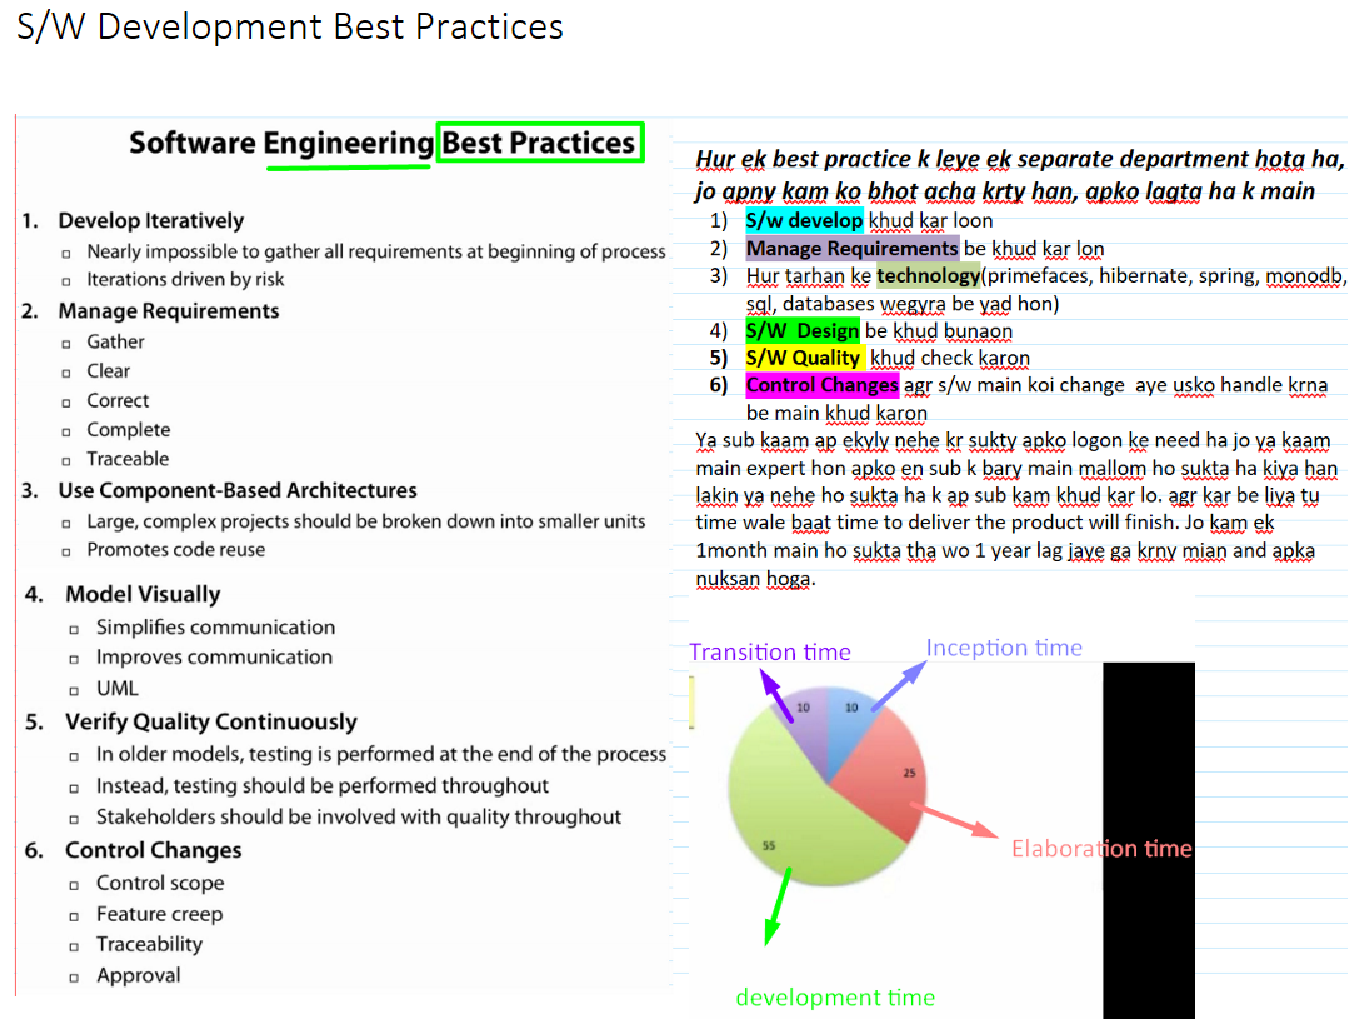 S/W Development Best Practices
Software Engineering Best Practices
1. Develop Iteratively
Nearly impossible to gather all requirements at beginning of process
Iterations driven by risk
2. Manage Requirements
Gather
Clear
Correct
Complete
Traceable
3. Use Component-Based Architectures
Large, complex projects should be broken down into smaller units
Promotes code reuse
4. Model Visually
Simplifies communication
Improves communication
UML
5. Verify Quality Continuously
In older models, testing is performed at the end of the process
Instead, testing should be performed throughout
Stakeholders should be involved with quality throughout
6. Control Changes
Control scope
Feature creep
Traceability
Approval
Hur ek best practice k leye ek separate department hota ha,
jo apny kam ko bhot acha krty han, apko lagta ha k main
1) S/w develop khud kar loon
2) Manage Requirements be khud kar lon
3) Hur tarhan ke technology(primefaces, hibernate, spring, monodb,
sql, databases wegyra be yad hon)
4) S/W Design be khud bunaon
5) S/W Quality khud check karon
6) Control Changes agr s/w main koi change aye usko handle krna
be main khud karon
Ya sub kaam ap ekyly nehe kr sukty apko logon ke need ha jo ya kaam
main expert hon apko en sub k bary main mallom ho sukta ha kiya han
lakin ya nehe ho sukta ha k ap sub kam khud kar lo. agr kar be liya tu
time wale baat time to deliver the product will finish. Jo kam ek
1month main ho sukta tha wo 1 year lag jaye ga krny mian and apka
nuksan hoga.
Transition time
Inception time
10
10
25
55
Elaboration time
development time